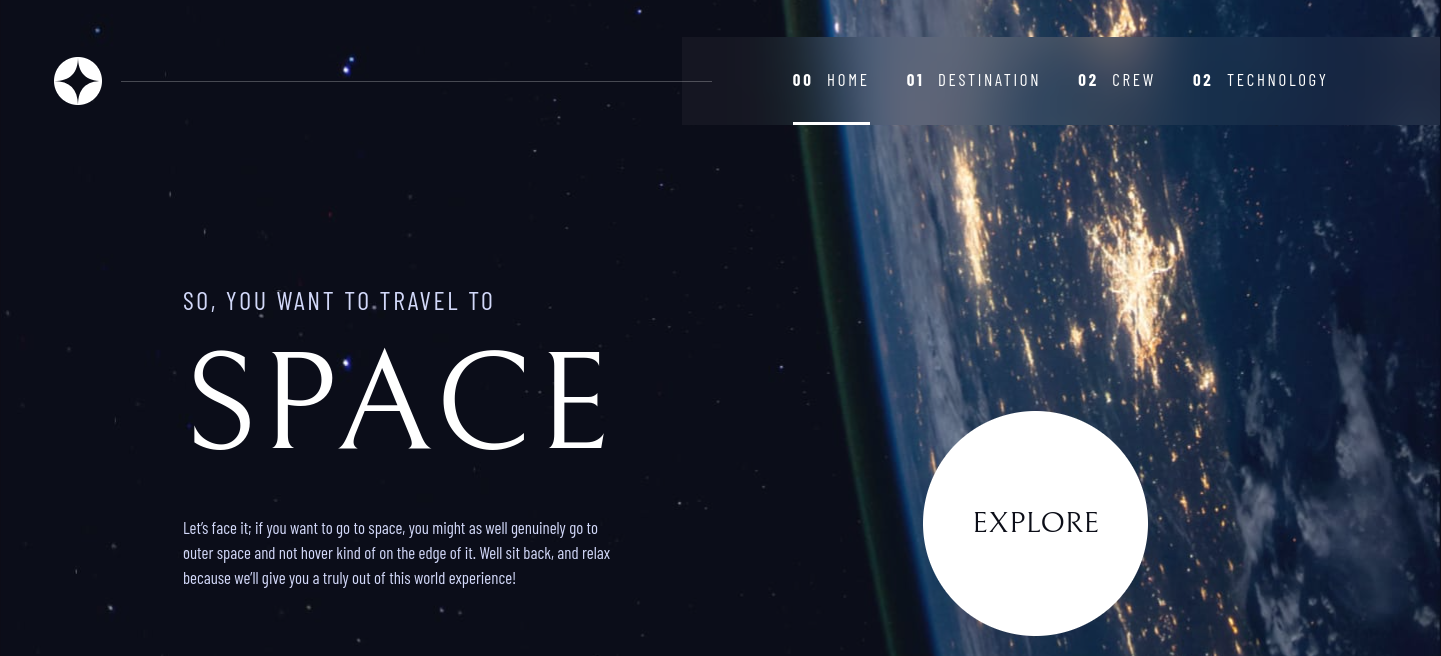 00 HOME 01 DESTINATION 02 CREW 02 TECHNOLOGY
SO, YOU WANT TO TRAVEL TO
SPACE
Let’s face it; if you want to go to space, you might as well genuinely go to
outer space and not hover kind of on the edge of it. Well sit back, and relax
because we’ll give you a truly out of this world experience!
EXPLORE